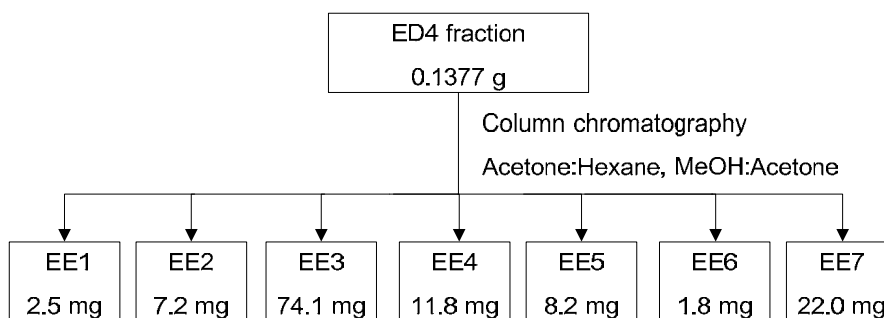 ED4 fraction
0.1377 g
Column chromatography
Acetone:Hexane, MeOH:Acetone
EE1
2.5 mg
EE2
7.2 mg
EE3
74.1 mg
EE4
11.8 mg
EE5
8.2 mg
EE6
1.8 mg
EE7
22.0 mg